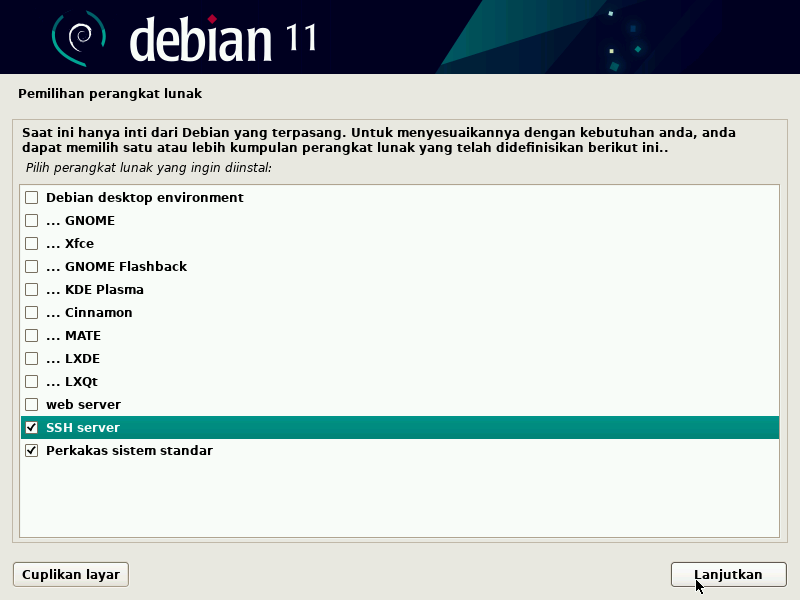 debian 11
Pemilihan perangkat lunak
Saat ini hanya inti dari Debian yang terpasang. Untuk menyesuaikannya dengan kebutuhan anda, anda
dapat memilih satu atau lebih kumpulan perangkat lunak yang telah didefinisikan berikut ini..
Pilih perangkat lunak yang ingin diinstal:
Debian desktop environment
... GNOME
... Xfce
... GNOME Flashback
... KDE Plasma
... Cinnamon
... MATE
... LXDE
... LXQt
web server
SSH server
Perkakas sistem standar
Cuplikan layar
Lanjutkan